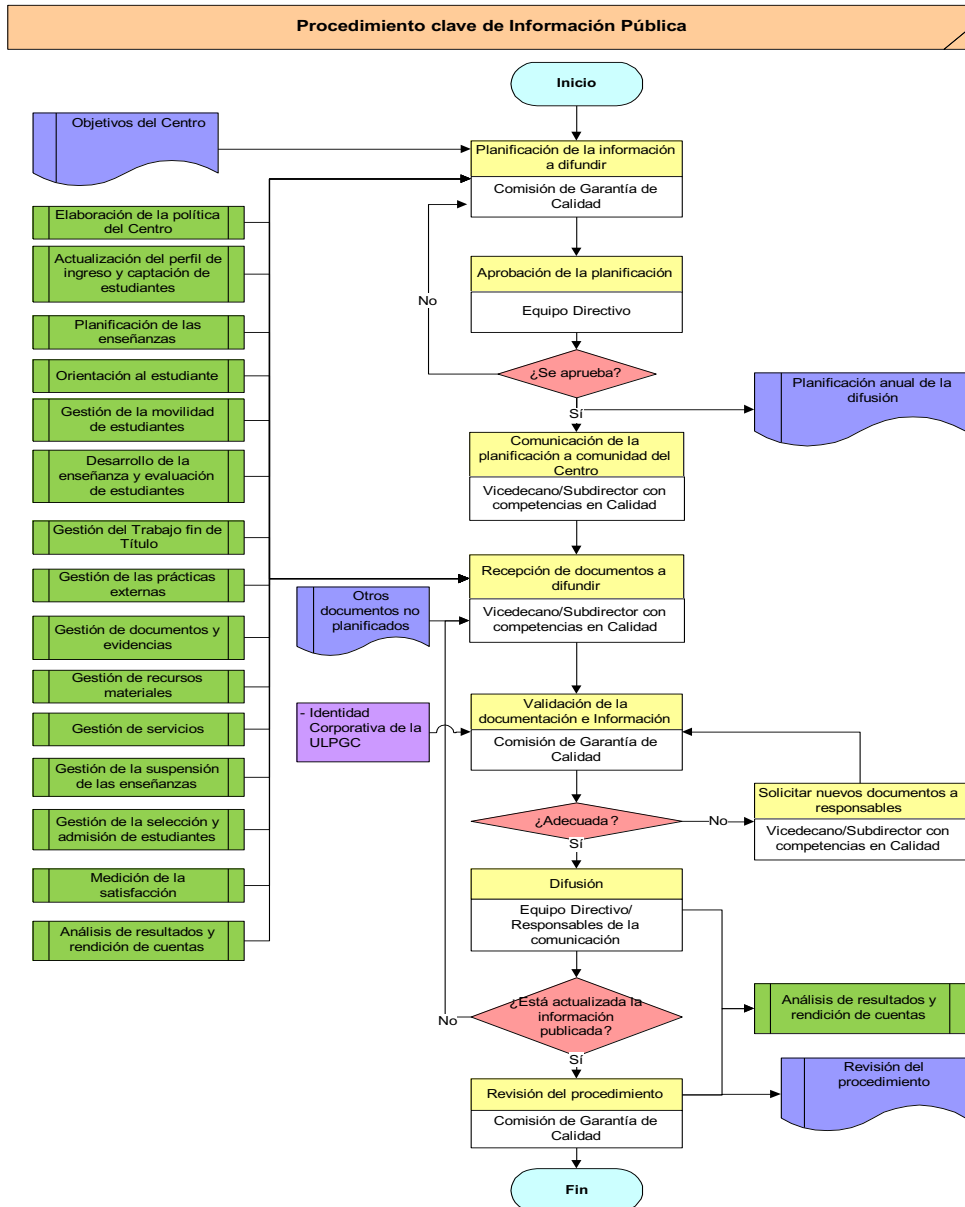 Procedimiento clave de Información Pública
Inicio
Objetivos del Centro
Planificación de la información
a difundir
Comisión de Garantía de
Calidad
Elaboración de la política
del Centro
Actualización del perfil de
ingreso y captación de
estudiantes
Planificación de las
enseñanzas
Orientación al estudiante
Gestión de la movilidad
de estudiantes
Desarrollo de la
enseñanza y evaluación
de estudiantes
Gestión del Trabajo fin de
Título
Gestión de las prácticas
externas
Gestión de documentos y
evidencias
Gestión de recursos
materiales
Gestión de servicios
Gestión de la suspensión
de las enseñanzas
Gestión de la selección y
admisión de estudiantes
Medición de la
satisfacción
Análisis de resultados y
rendición de cuentas
Aprobación de la planificación
Equipo Directivo
No
¿Se aprueba?
Sí
Planificación anual de la
difusión
Comunicación de la
planificación a comunidad del
Centro
Vicedecano/Subdirector con
competencias en Calidad
Recepción de documentos a
difundir
Vicedecano/Subdirector con
competencias en Calidad
Otros
documentos no
planificados
- Identidad
Corporativa de la
ULPGC
Validación de la
documentación e Información
Comisión de Garantía de
Calidad
¿Adecuada?
No
Sí
Solicitar nuevos documentos a
responsables
Vicedecano/Subdirector con
competencias en Calidad
Difusión
Equipo Directivo/
Responsables de la
comunicación
¿Está actualizada la
información
publicada?
No
Sí
Análisis de resultados y
rendición de cuentas
Revisión del
procedimiento
Revisión del procedimiento
Comisión de Garantía de
Calidad
Fin